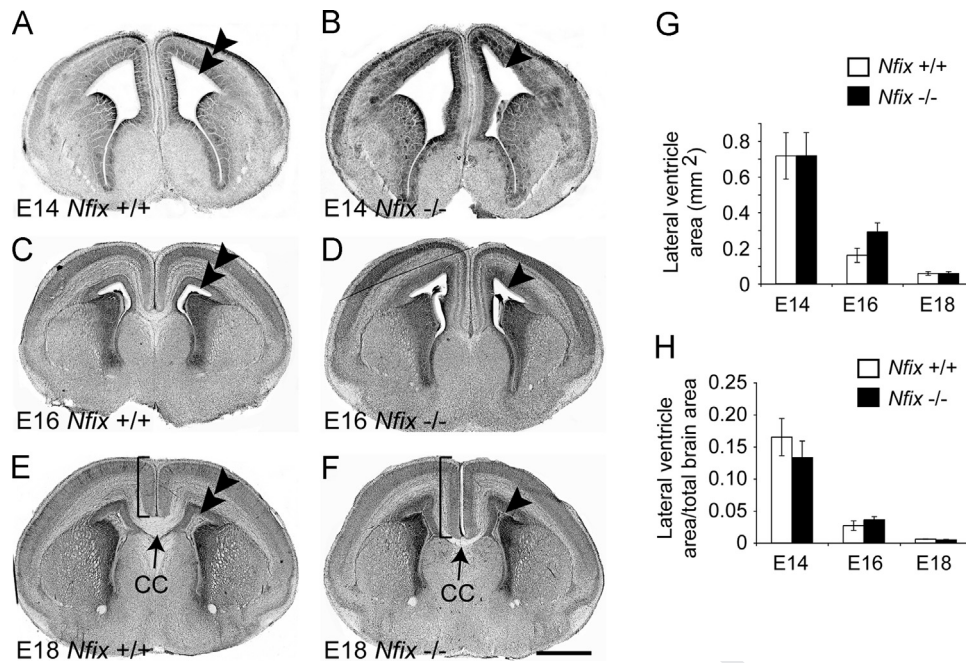 A
B
E14 Nfix +/+
E14 Nfix -/-
C
D
E16 Nfix +/+
E16 Nfix -/-
E
F
CC
CC
E18 Nfix +/+
E18 Nfix -/-
G
Nfix +/+
Nfix -/-
Lateral ventricle
area (mm 2)
0.8
0.6
0.4
0.2
0
E14
E16
E18
H
Nfix +/+
Nfix -/-
Lateral ventricle
area/total brain area
0.25
0.20
0.15
0.10
0.05
0
E14
E16
E18